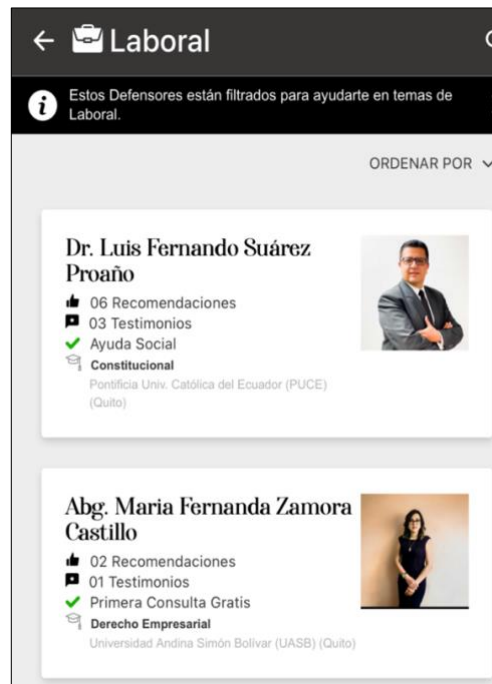 Laboral
Estos Defensores están filtrados para ayudarte en temas de
Laboral.
ORDENAR POR
Dr. Luis Fernando Suárez
Proaño
06 Recomendaciones
03 Testimonios
Ayuda Social
Constitucional
Pontificia Univ. Católica del Ecuador (PUCE)
(Quito)
Abg. Maria Fernanda Zamora
Castillo
02 Recomendaciones
01 Testimonios
Primera Consulta Gratis
Derecho Empresarial
Universidad Andina Simón Bolívar (UASB) (Quito)